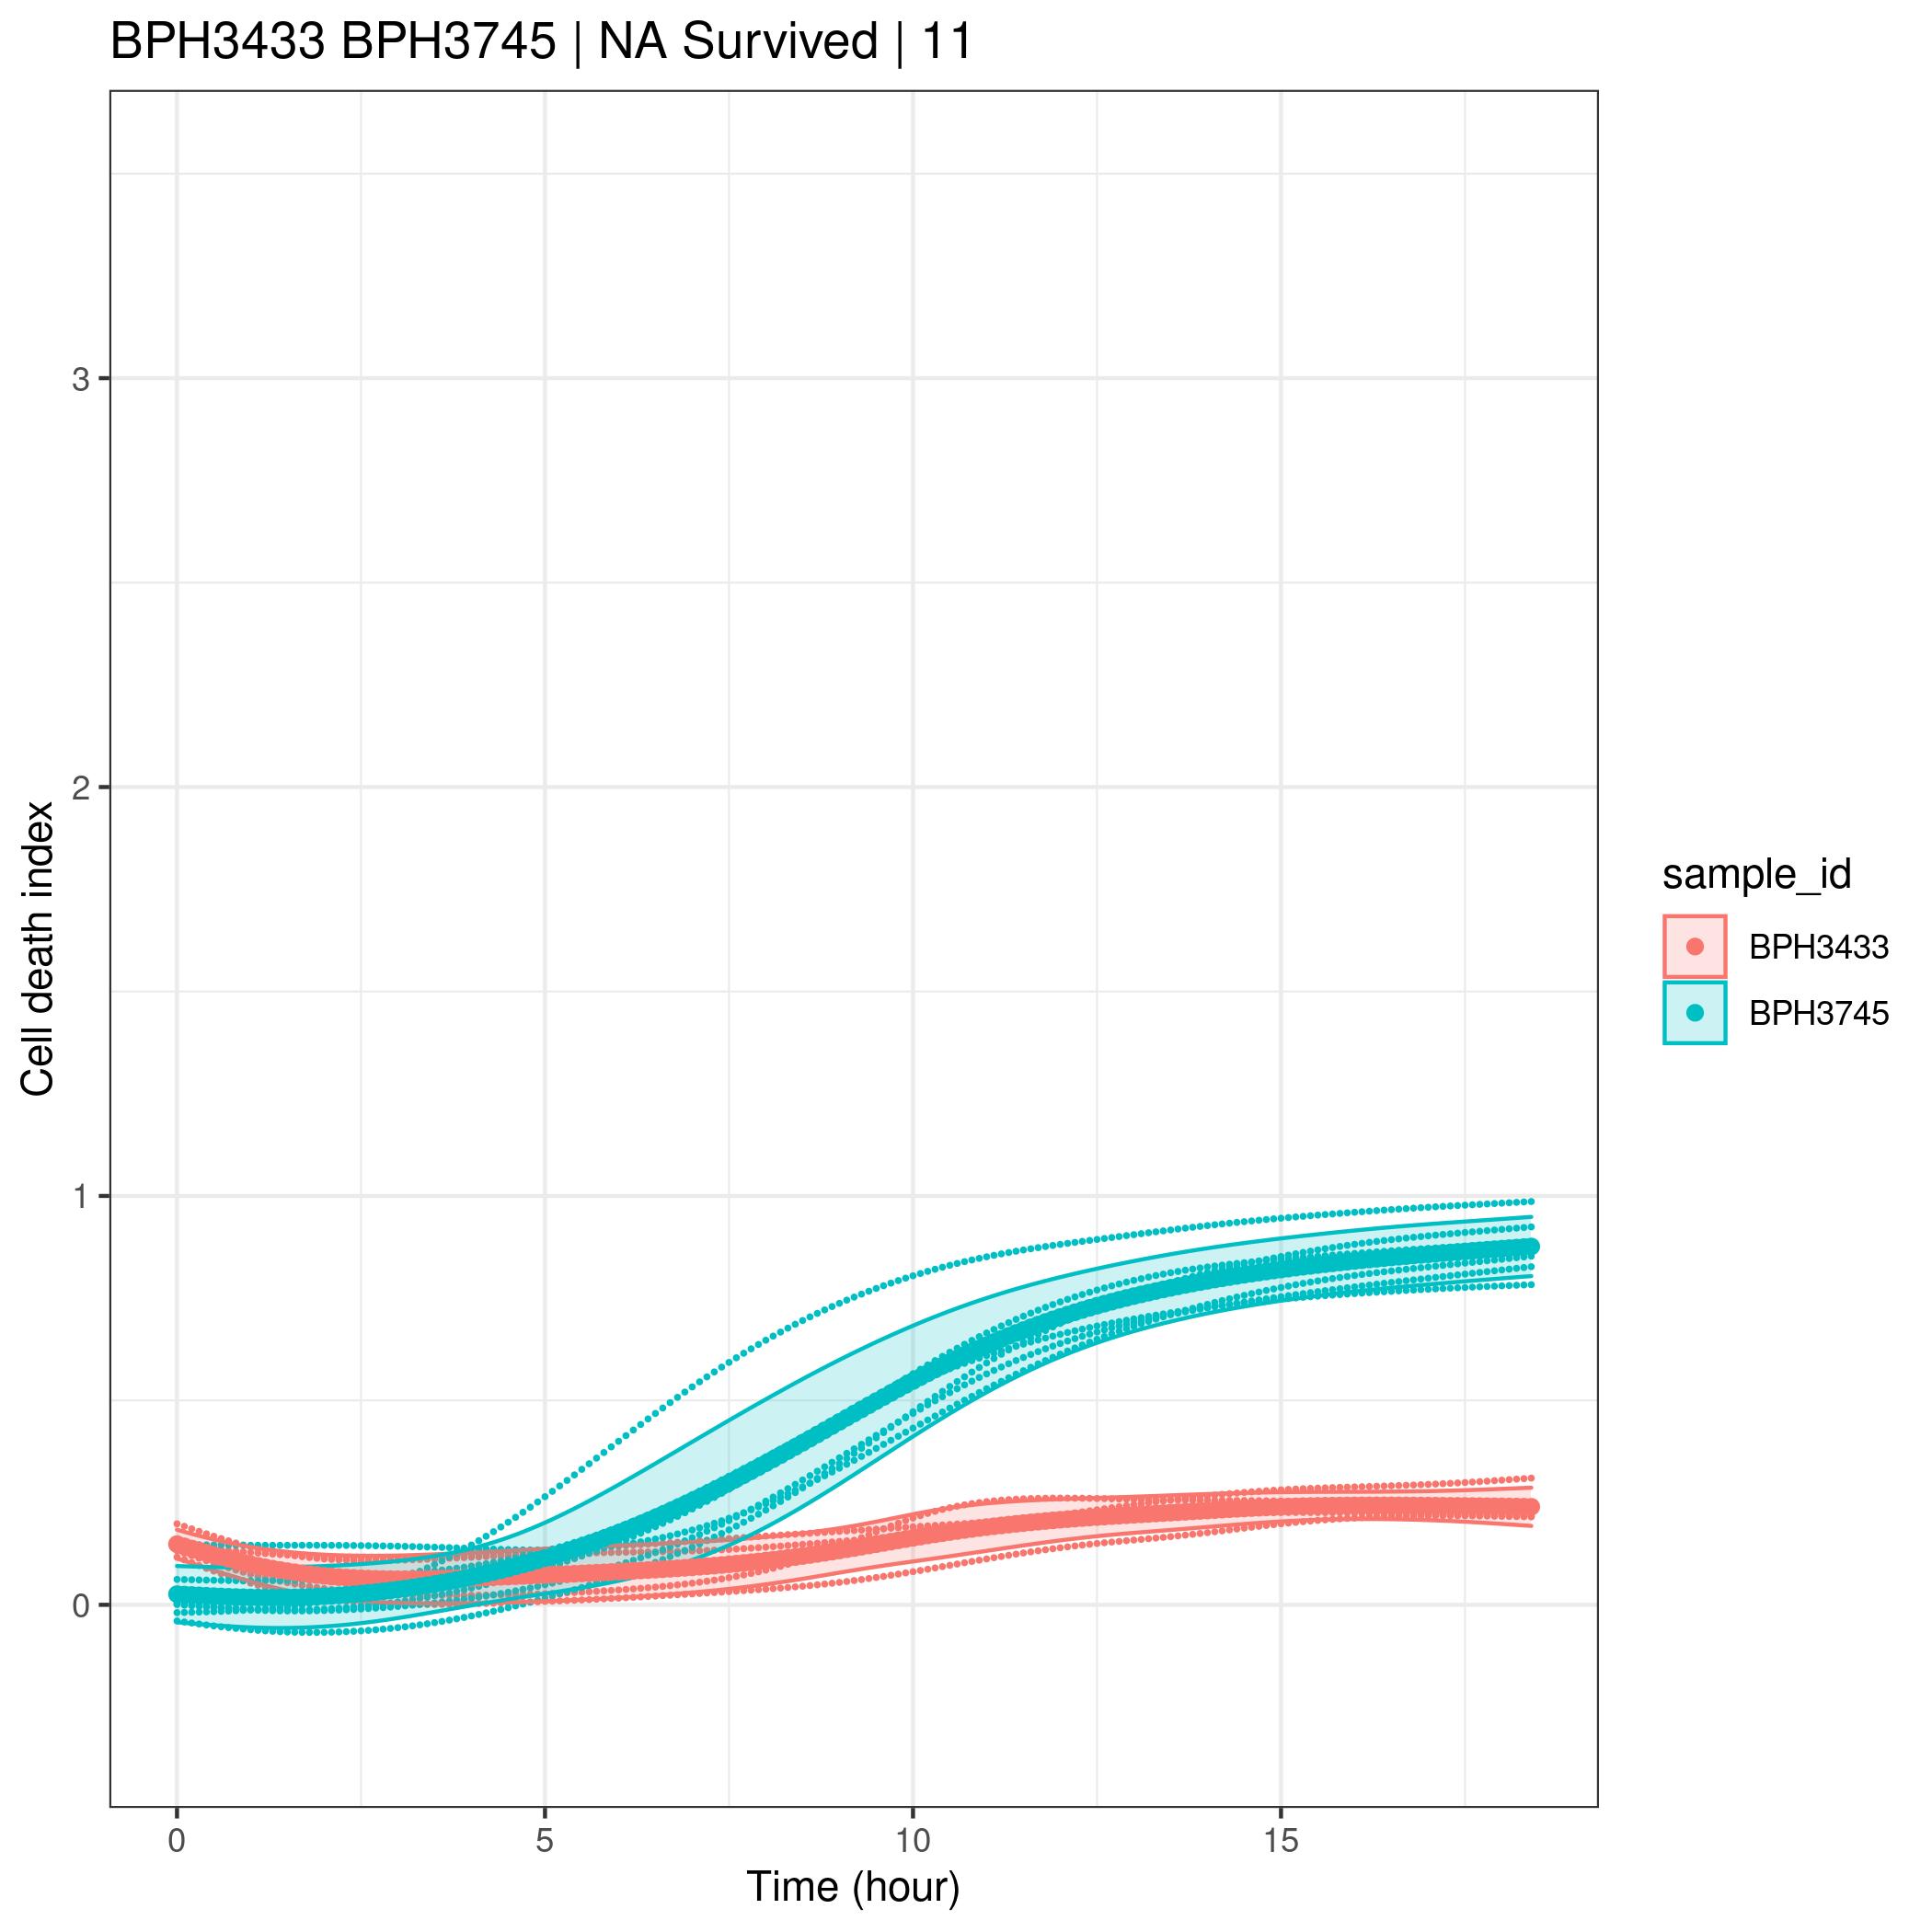 BPH3433 BPH3745 | NA Survived | 11
Cell death index
3
2
1
0
0
5
10
15
Time (hour)
sample_id
BPH3433
BPH3745